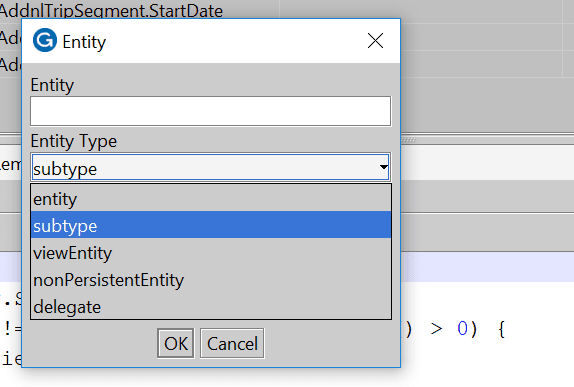 AddnlTripSegment.StartDate
G Entity
Entity
Entity Type
subtype
entity
subtype
viewEntity
nonPersistentEntity
delegate
!= ) > 0) {
OK Cancel